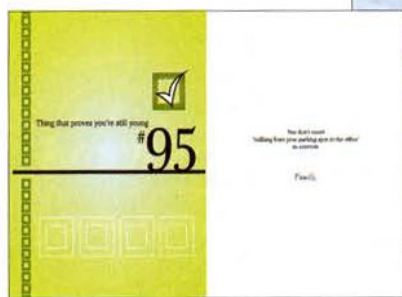 Thing that proves you're still young
#95
You don't count
'walking from your parking spot to the office'
as exercise